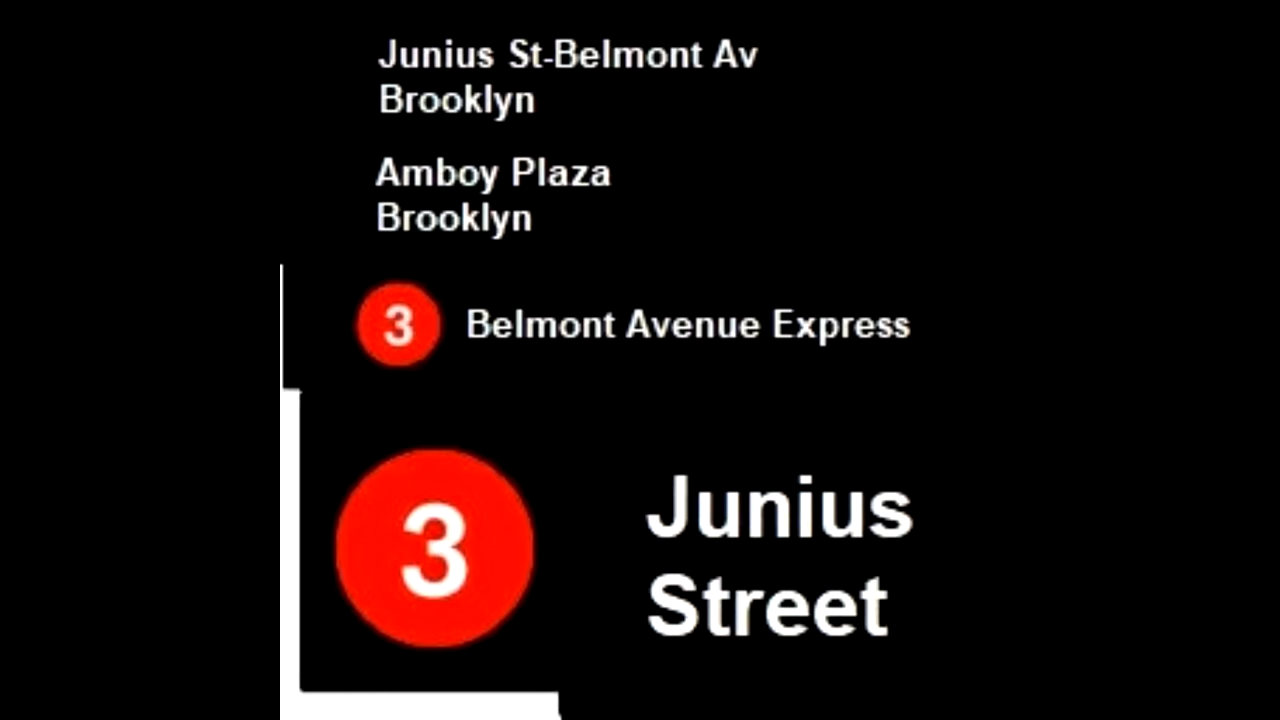 Junius St-Belmont Av
Brooklyn
Amboy Plaza
Brooklyn
3 Belmont Avenue Express
3 Junius
Street